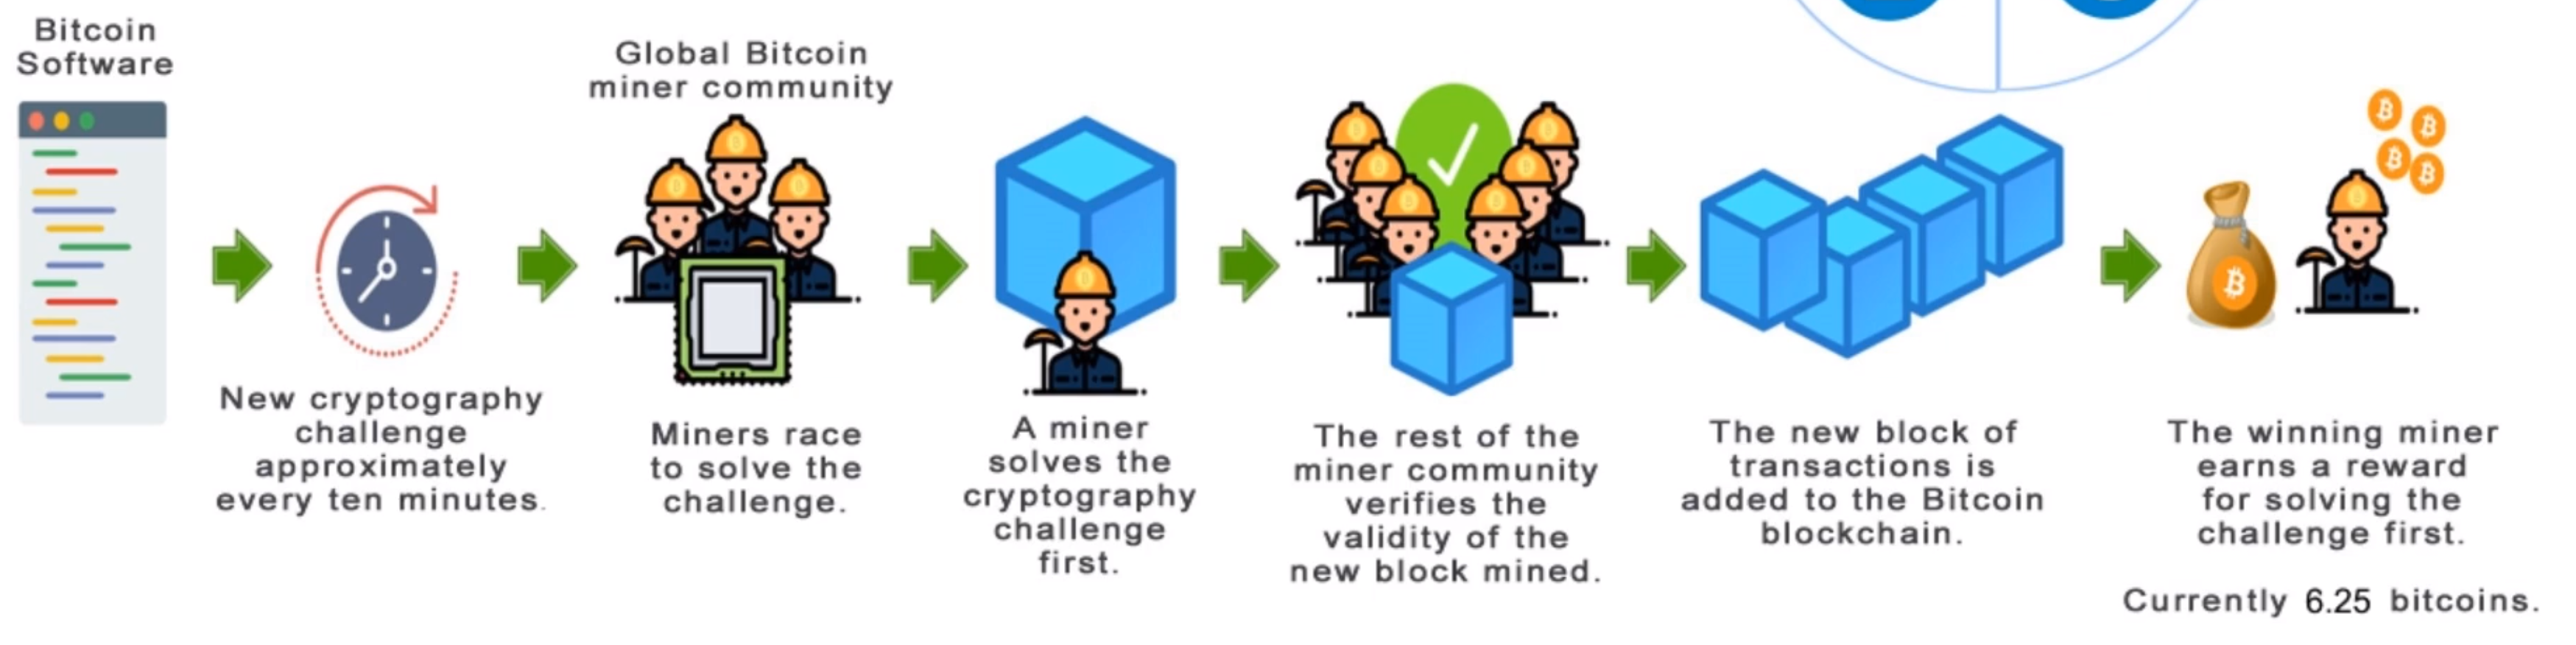 Bitcoin
Software
New cryptography
challenge
approximately
every ten minutes.
Global Bitcoin
miner community
Miners race
to solve the
challenge.
A miner
solves the
cryptography
challenge
first.
The rest of the
miner community
verifies the
validity of the
new block mined.
The new block of
transactions is
added to the Bitcoin
blockchain.
The winning miner
earns a reward
for solving the
challenge first.
Currently 6.25 bitcoins.